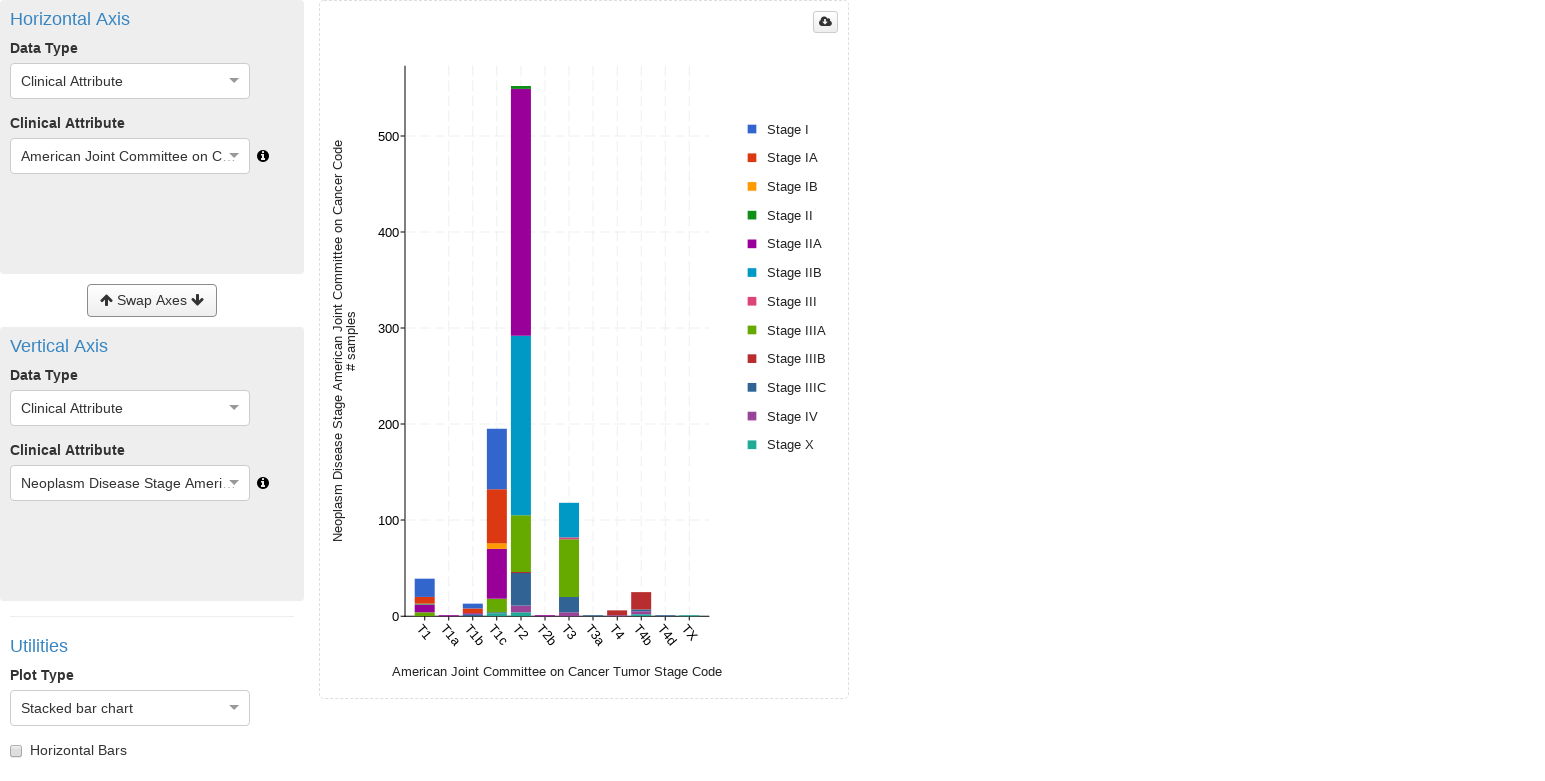 Horizontal Axis
Data Type
Clinical Attribute
Clinical Attribute
American Joint Committee on C…
Swap Axes
Vertical Axis
Data Type
Clinical Attribute
Clinical Attribute
Neoplasm Disease Stage Ameri…
Utilities
Plot Type
Stacked bar chart
Horizontal Bars
Neoplasm Disease Stage American Joint Committee on Cancer Code
# samples
500
400
300
200
100
0
T1
T1a
T1b
T1c
T2
T2b
T3
T3a
T4
T4b
T4d
TX
American Joint Committee on Cancer Tumor Stage Code
Stage I
Stage IA
Stage IB
Stage II
Stage IIA
Stage IIB
Stage III
Stage IIIA
Stage IIIB
Stage IIIC
Stage IV
Stage X